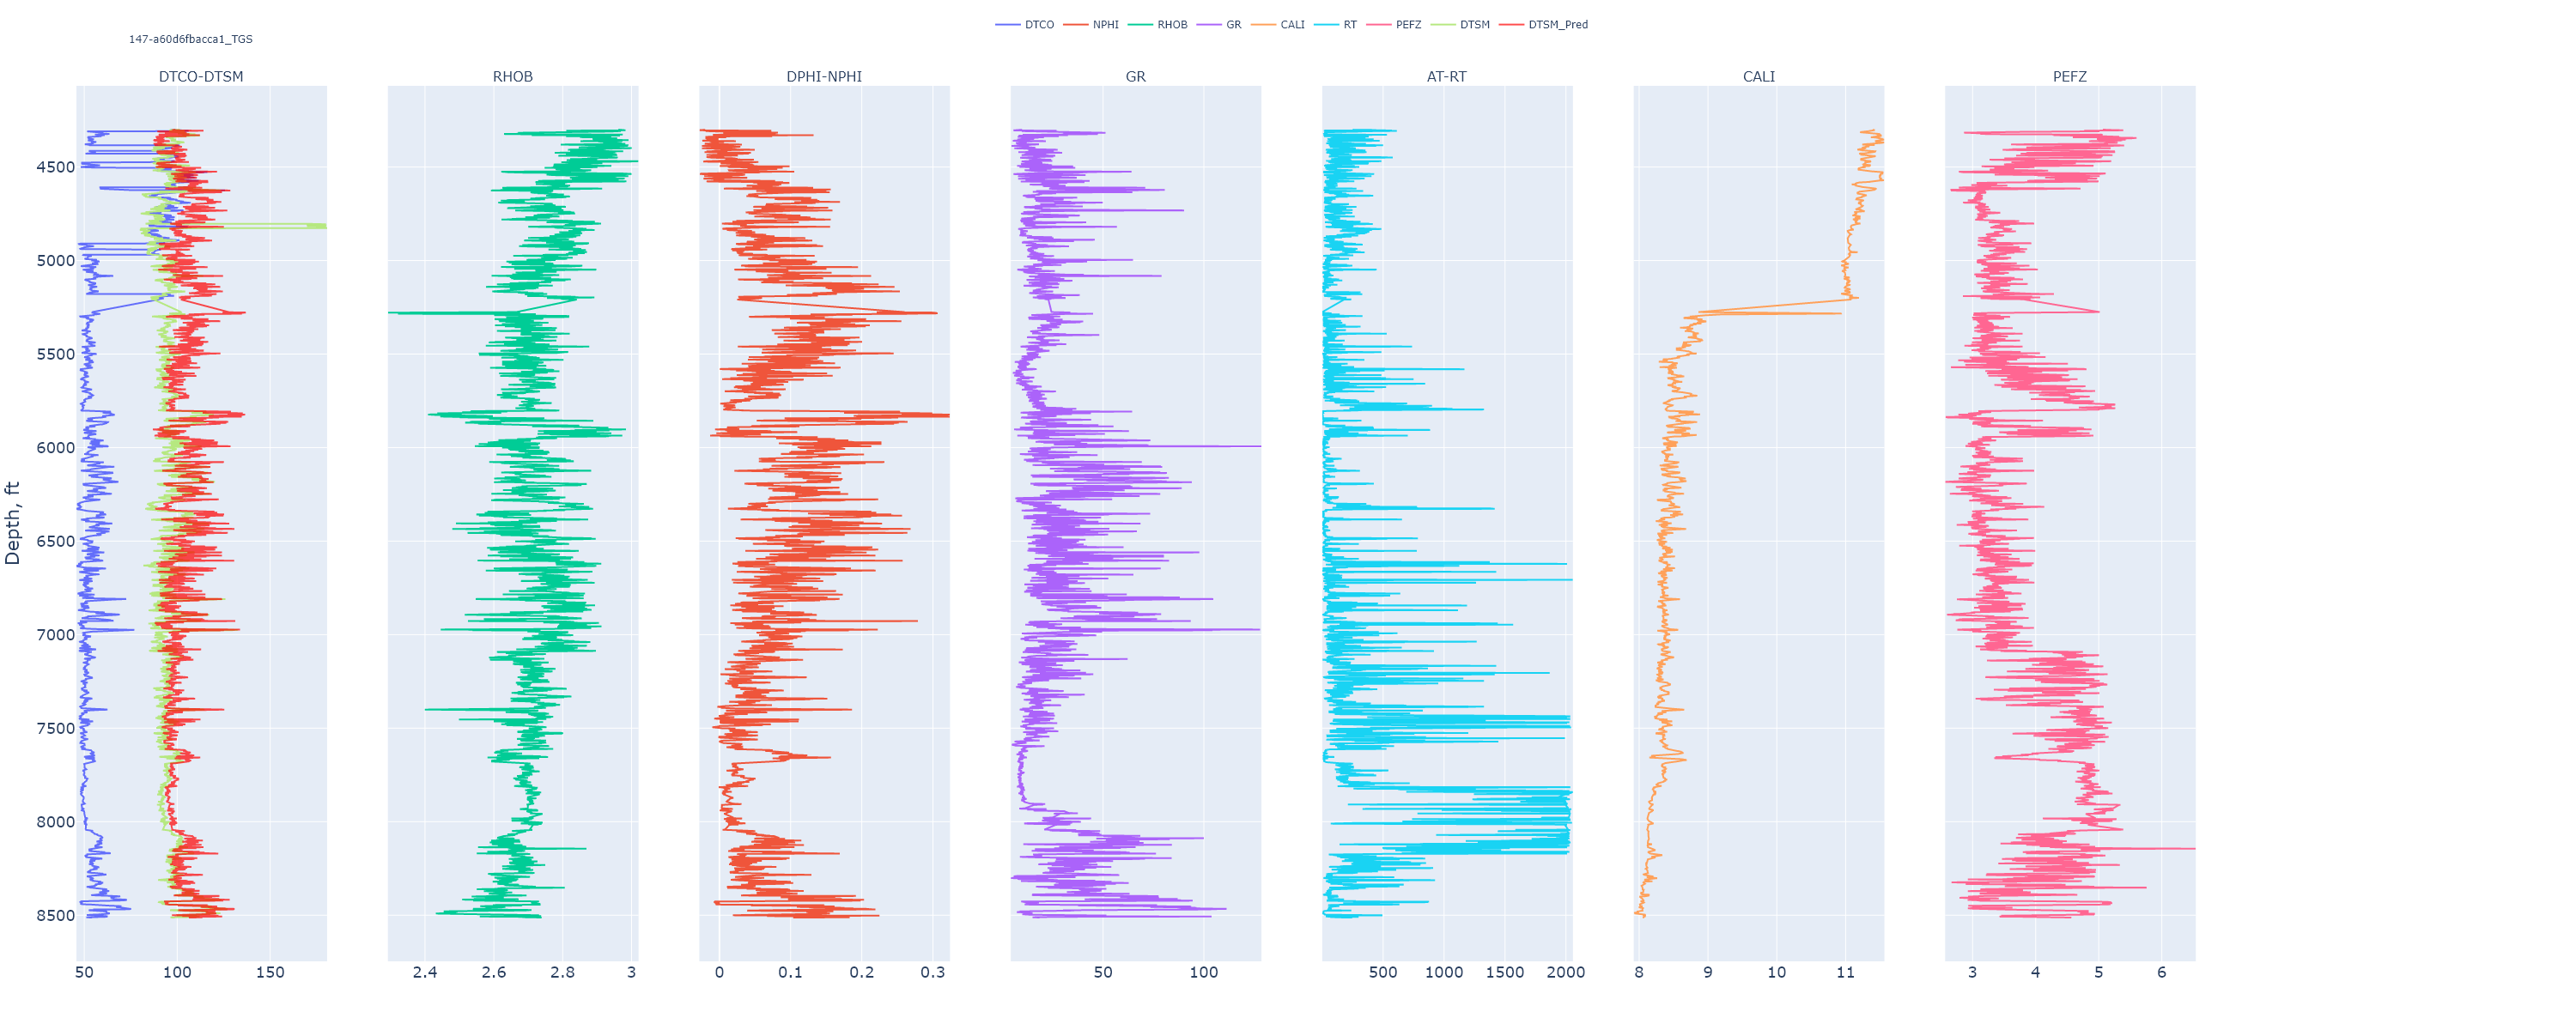 DTCO NPHI RHOB GR CALI RT PEFZ DTSM DTSM_Pred
147-a60d6fbacca1_TGS
DTCO-DTSM RHOB DPHI-NPHI GR AT-RT CALI PEFZ
4500
5000
5500
6000
6500
7000
7500
8000
8500
Depth, ft
50 100 150 2.4 2.6 2.8 3 0 0.1 0.2 0.3 50 100 500 1000 1500 2000 8 9 10 11 3 4 5 6